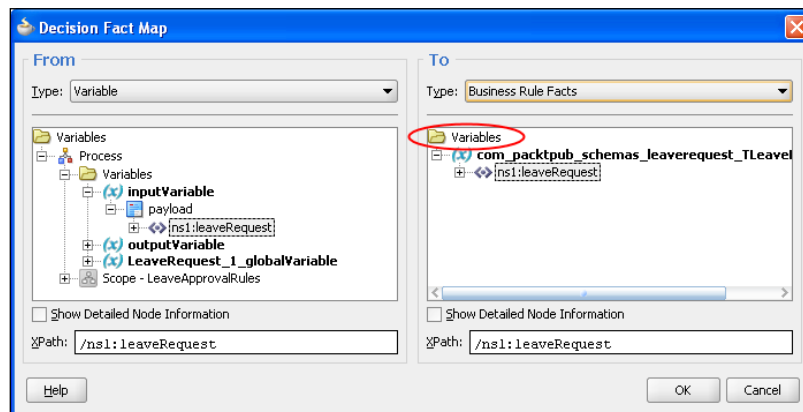 Decision Fact Map
From
Type: Variable
Variables
Process
Variables
(x) inputVariable
payload
ns1:leaveRequest
(x) outputVariable
(x) LeaveRequest_1_globalVariable
Scope - LeaveApprovalRules
Show Detailed Node Information
XPath: /ns1:leaveRequest
To
Type: Business Rule Facts
Variables
(x) com_packtpub_schemas_leaverequest_TLeavel
ns1:leaveRequest
Show Detailed Node Information
XPath: /ns1:leaveRequest
Help
OK
Cancel